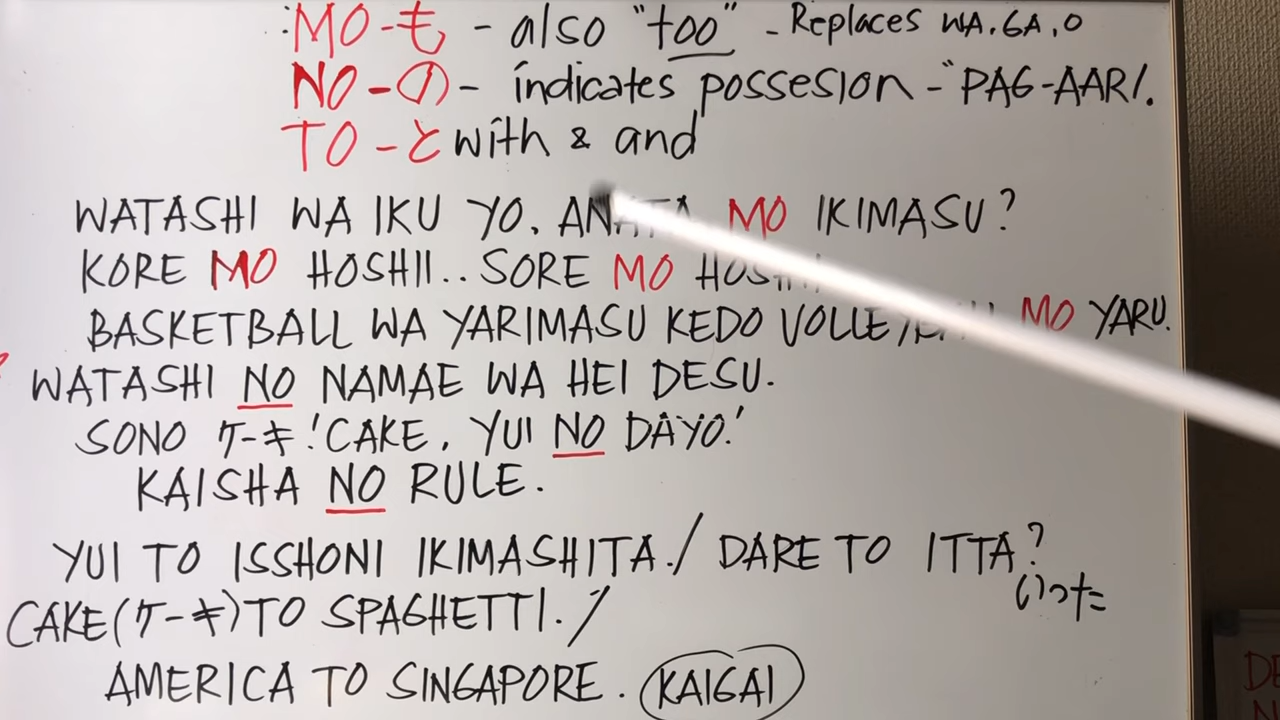 MO-も - also "too" - Replaces WA.GA.O
NO-の- indicates possesion - "PAG-AARI.
TO-と with & and
WATASHI WA IKU YO. ANATA MO IKIMASU?
KORE MO HOSHII.. SORE MO
BASKETBALL WA YARIMASU KEDO MO YARU.
WATASHI NO NAMAE WA HEI DESU.
SONO ケーキ!CAKE. YUI NO DAYO.'
KAISHA NO RULE.
YUI TO ISSHONI IKIMASHITA./ DARE TO ITTA?
いった
CAKE(ケーキ)TO SPAGHETTI./
AMERICA TO SINGAPORE. KAIGAI